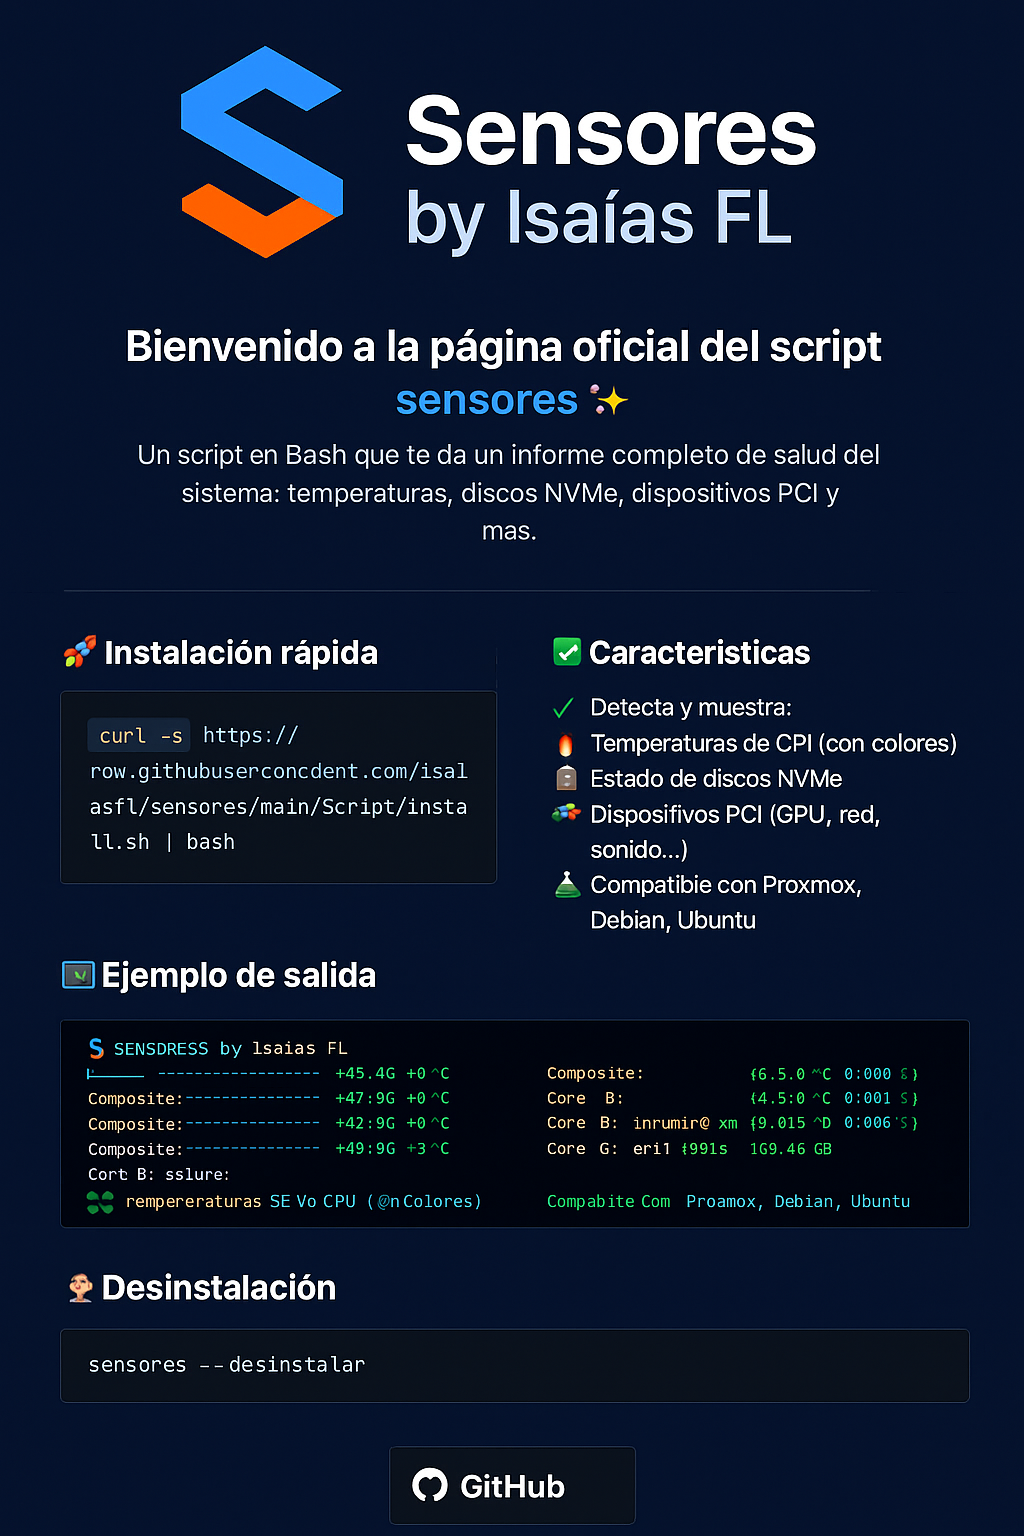 Sensores
by Isaías FL
Bienvenido a la página oficial del script
sensores
Un script en Bash que te da un informe completo de salud del
sistema: temperaturas, discos NVMe, dispositivos PCI y
mas.
Instalación rápida
curl -s https://
row.githubuserconcdent.com/isal
asfl/sensores/main/Script/insta
ll.sh | bash
Caracteristicas
Detecta y muestra:
Temperaturas de CPI (con colores)
Estado de discos NVMe
Disposifivos PCI (GPU, red,
sonido...)
Compatibie con Proxmox,
Debian, Ubuntu
Ejemplo de salida
SENSDRESS by lsaias FL
+45.4G +0^C
Composite:------------------ +47:9G +0^C
Composite:------------------ +42:9G +0^C
Composite:------------------ +49:9G +3^C
Cort B: sslure:
rempereraturas SE Vo CPU (@n Colores)
Composite: {6.5.0 ^C 0:000
Core B: {4.5:0 ^C 0:001
Core B: inrumir@ xm {9.015 ^D 0:006
Core G: eri1 {991s 1G9.46 GB
Compabite Com Proamox, Debian, Ubuntu
Desinstalación
sensores --desinstalar
GitHub